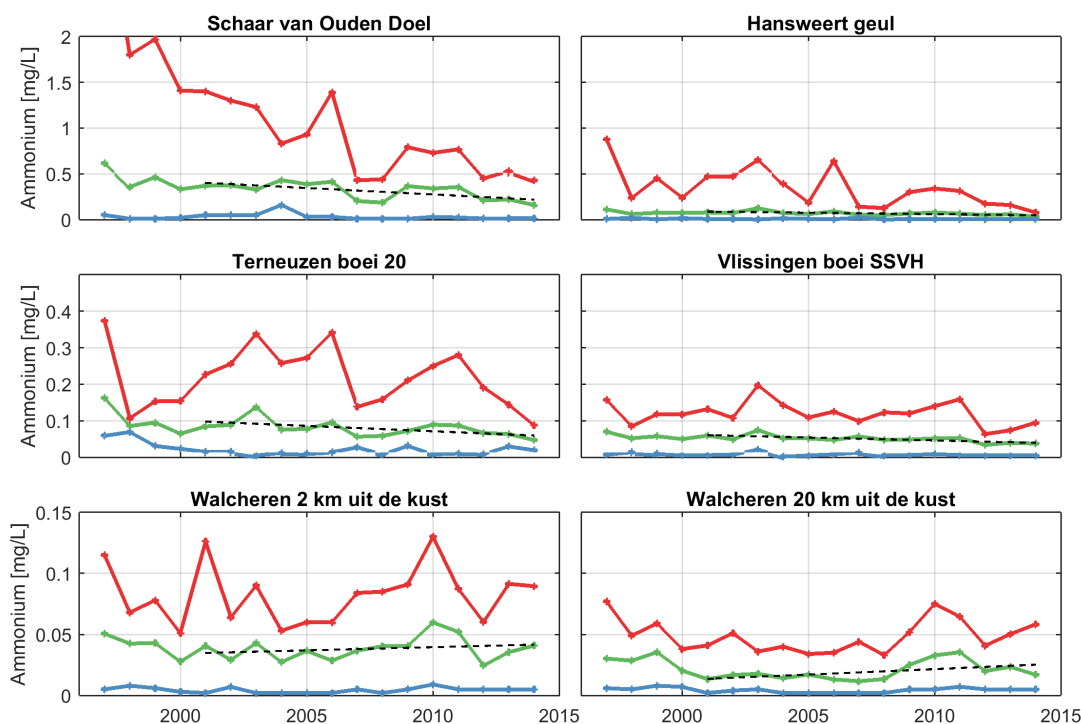 Schaar van Ouden Doel
Hansweert geul
Ammonium [mg/L]
2
1.5
1
0.5
0
Terneuzen boei 20
Vlissingen boei SSVH
Ammonium [mg/L]
0.4
0.3
0.2
0.1
0
Walcheren 2 km uit de kust
Walcheren 20 km uit de kust
Ammonium [mg/L]
0.15
0.1
0.05
0
2000 2005 2010 2015 2000 2005 2010 2015